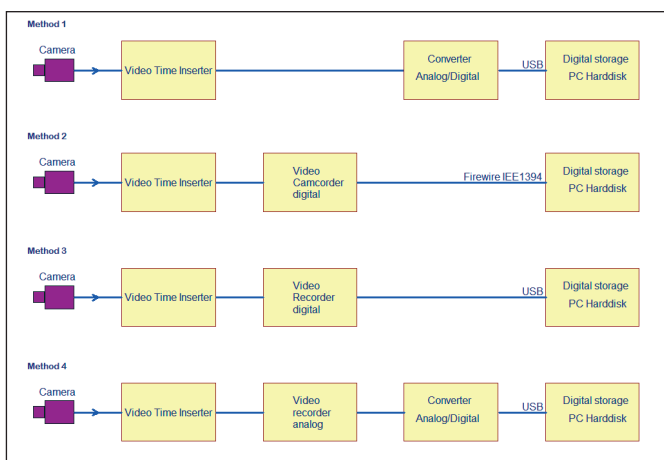 Method 1
Camera
Video Time Inserter
Converter
Analog/Digital
USB
Digital storage
PC Harddisk
Method 2
Camera
Video Time Inserter
Video
Camcorder
digital
Firewire IEE1394
Digital storage
PC Harddisk
Method 3
Camera
Video Time Inserter
Video
Recorder
digital
USB
Digital storage
PC Harddisk
Method 4
Camera
Video Time Inserter
Video
recorder
analog
Converter
Analog/Digital
USB
Digital storage
PC Harddisk